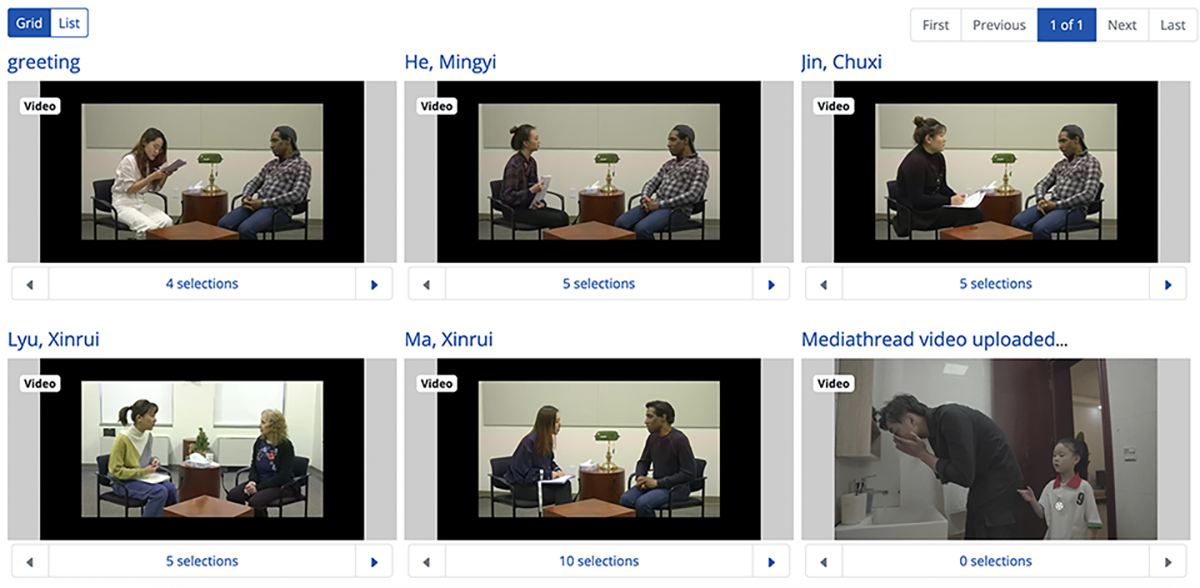 Grid List
First Previous 1 of 1 Next Last
greeting
Video
4 selections
He, Mingyi
Video
5 selections
Jin, Chuxi
Video
5 selections
Lyu, Xinrui
Video
5 selections
Ma, Xinrui
Video
10 selections
Mediathread video uploaded...
Video
9
0 selections